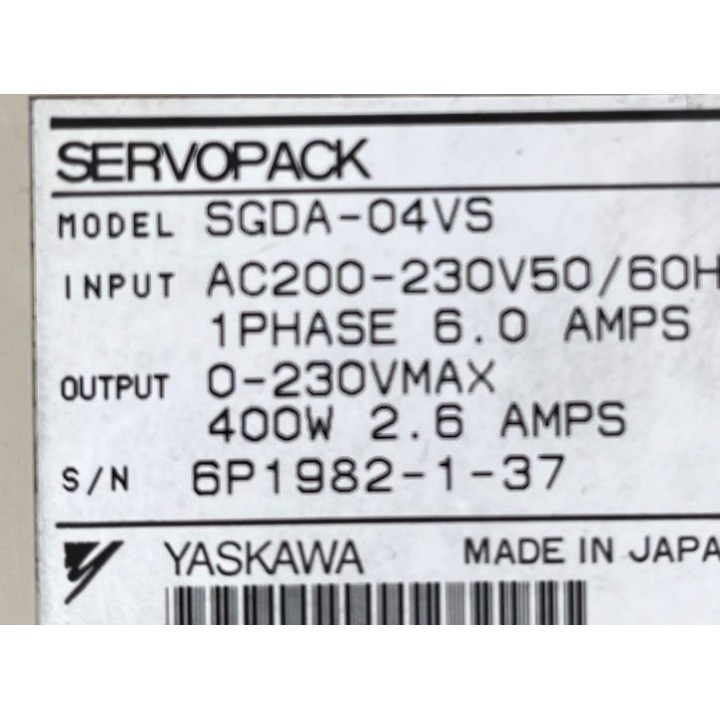 SERVOPACK
MODEL SGDA-04VS
INPUT AC200-230V50/60H
1PHASE 6.0 AMPS
OUTPUT 0-230VMAX
400W 2.6 AMPS
S/N 6P1982-1-37
YASKAWA MADE IN JAPA